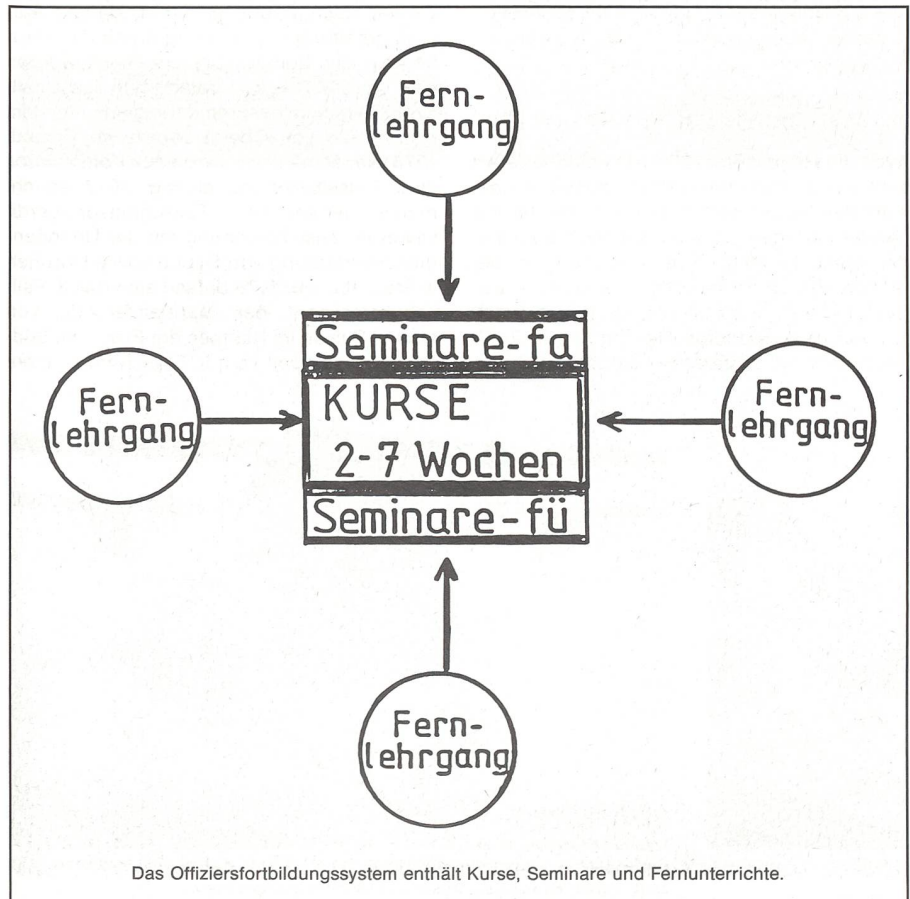 Fern-
lehrgang
Seminare-fa
Fern-
lehrgang
KURSE
2-7 Wochen
Fern-
lehrgang
Seminare-fü
Fern-
lehrgang
Das Offiziersfortbildungssystem enthält Kurse, Seminare und Fernunterrichte.